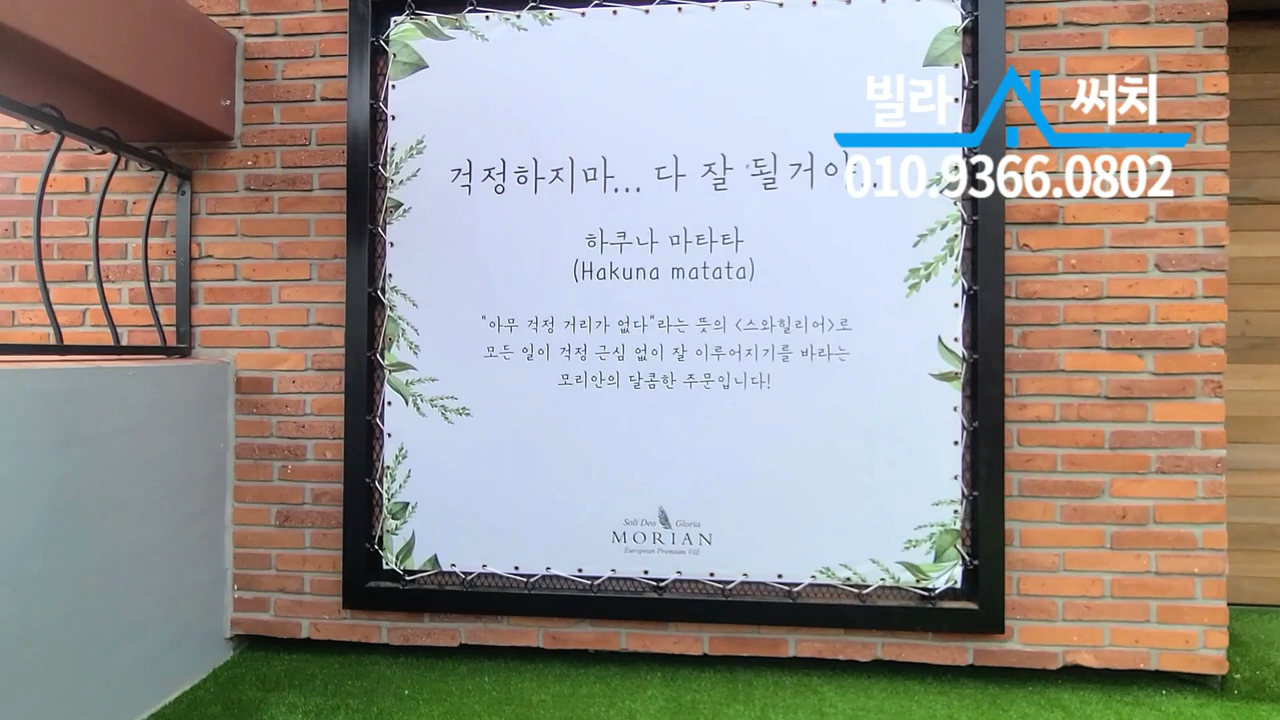 빌라 써치
010.9366.0802
걱정하지마... 다 잘 될거야.
하쿠나 마타타
(Hakuna matata)
"아무 걱정 거리가 없다"라는 뜻의 <스와힐리어>로
모든 일이 걱정 근심 없이 잘 이루어지기를 바라는
모리안의 달콤한 주문입니다!
Soli Deo Gloria
MORIAN
European Premium Vill